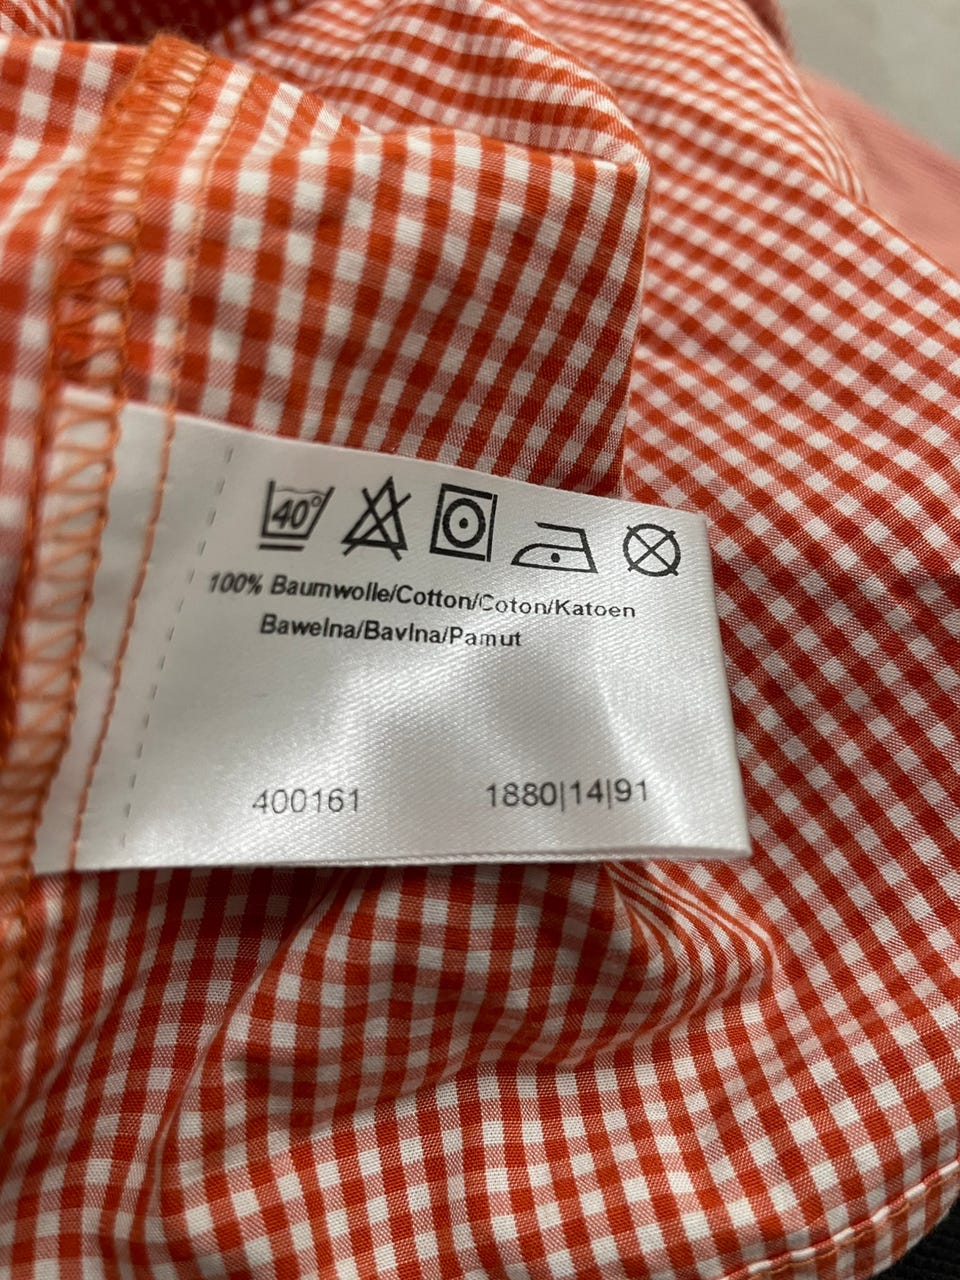 40°
100% Baumwolle/Cotton/Coton/Katoen
Bawelna/Bavlna/Pamut
400161 1880|14|91